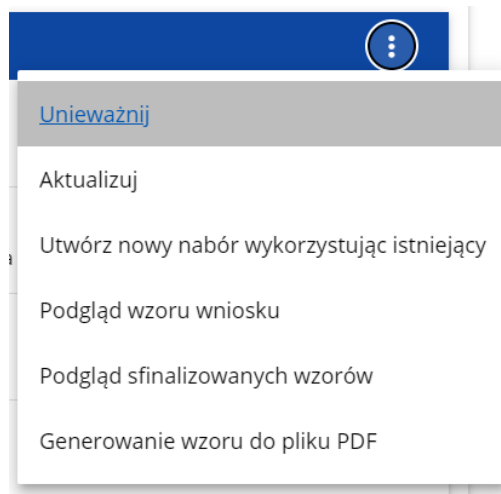 Unieważnij
Aktualizuj
Utwórz nowy nabór wykorzystując istniejący
Podgląd wzoru wniosku
Podgląd sfinalizowanych wzorów
Generowanie wzoru do pliku PDF